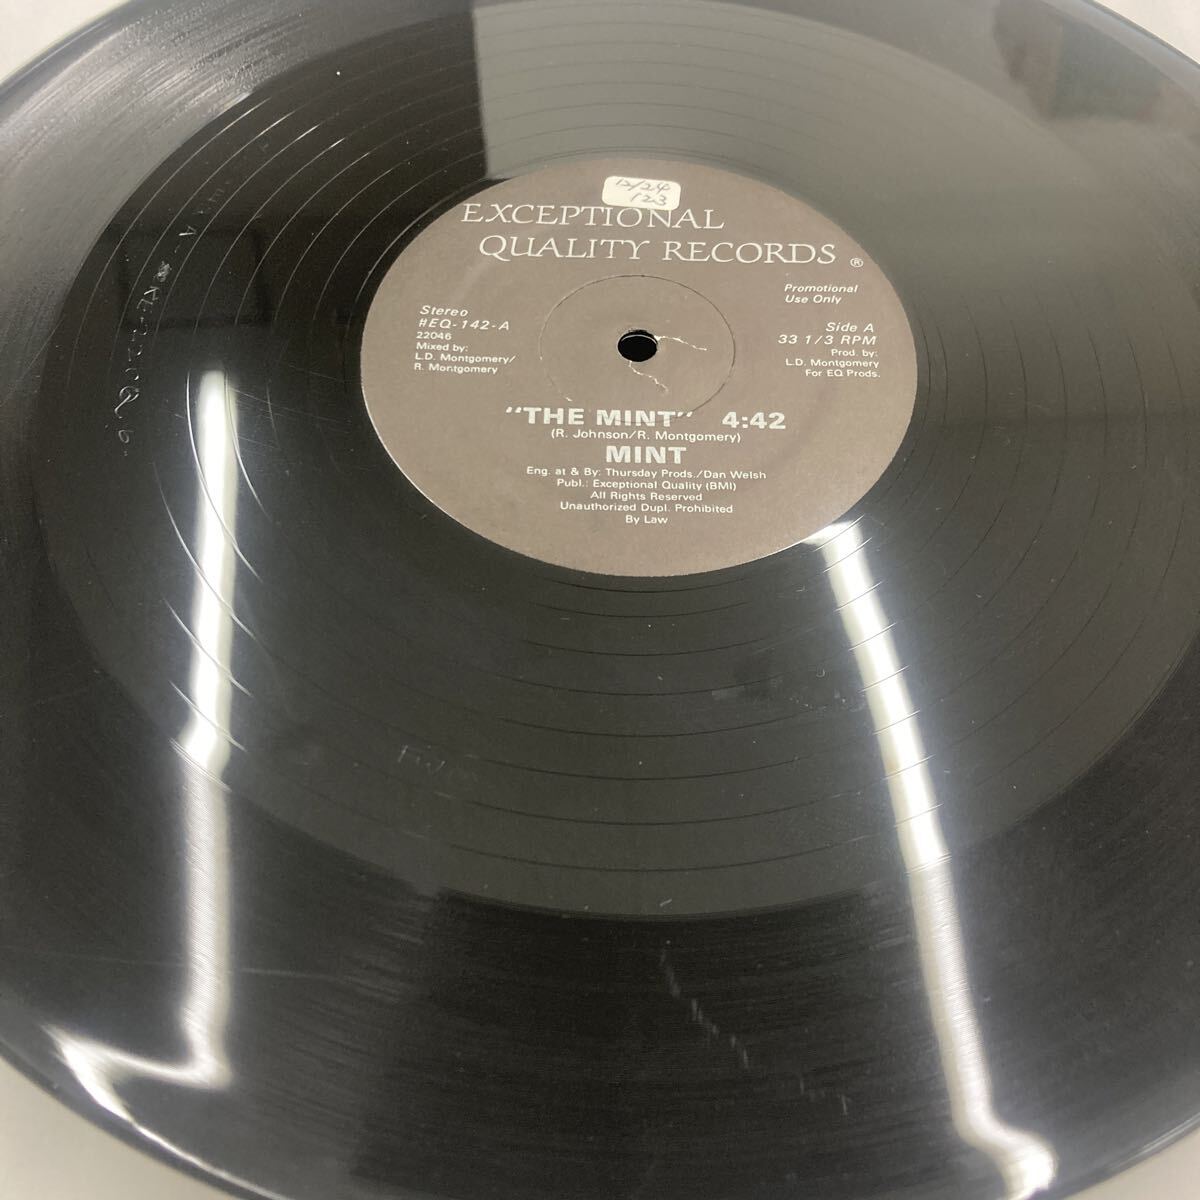 12/24
123
EXCEPTIONAL
QUALITY RECORDS ®
Promotional
Use Only
Stereo
#EQ-142-A
22046
Mixed by:
L.D. Montgomery/
R. Montgomery
Side A
33 1/3 RPM
Prod. by:
L.D. Montgomery
For EQ Prods.
"THE MINT" 4:42
(R. Johnson/R. Montgomery)
MINT
Eng. at & By: Thursday Prods./Dan Welsh
Publ.: Exceptional Quality (BMI)
All Rights Reserved
Unauthorized Dupl. Prohibited
By Law